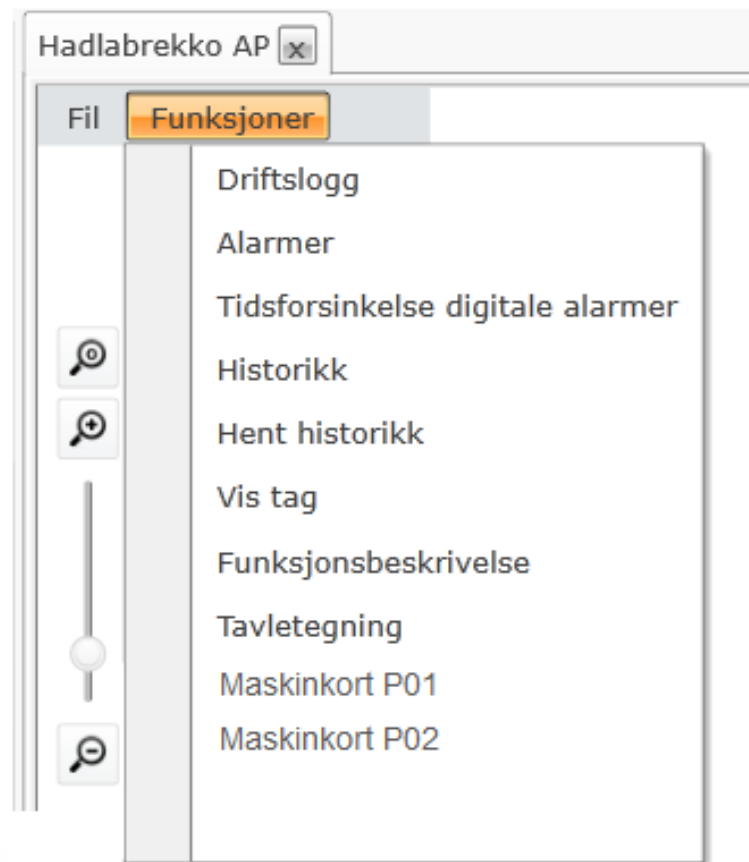 Hadlabrekko AP x
Fil Funksjoner
Driftslogg
Alarmer
Tidsforsinkelse digitale alarmer
Historikk
Hent historikk
Vis tag
Funksjonsbeskrivelse
Tavletegning
Maskinkort P01
Maskinkort P02